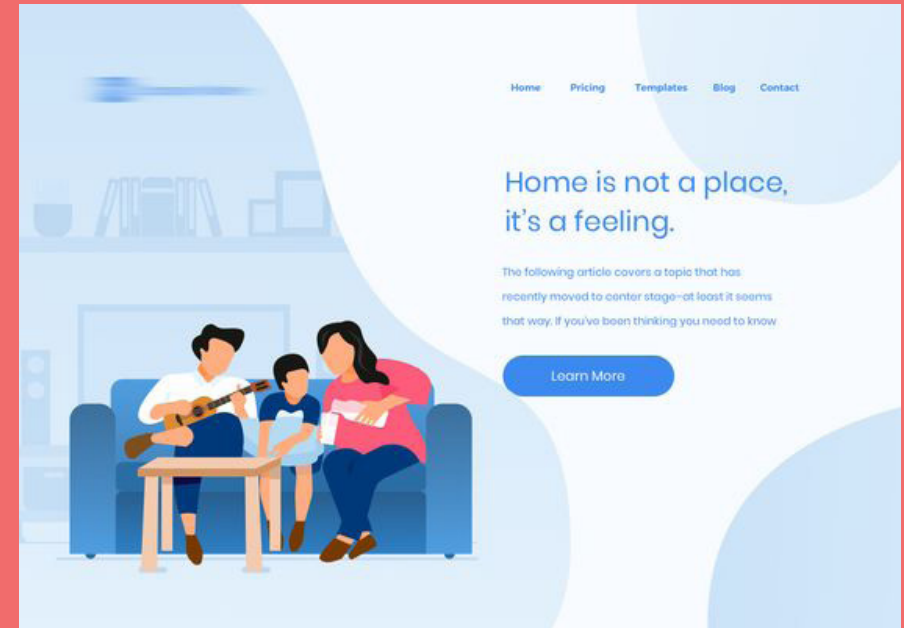 Home Pricing Templates Blog Contact
Home is not a place,
it's a feeling.
The following article covers a topic that has
recently moved to center stage–at least it seems
that way. If you've been thinking you need to know
Learn More